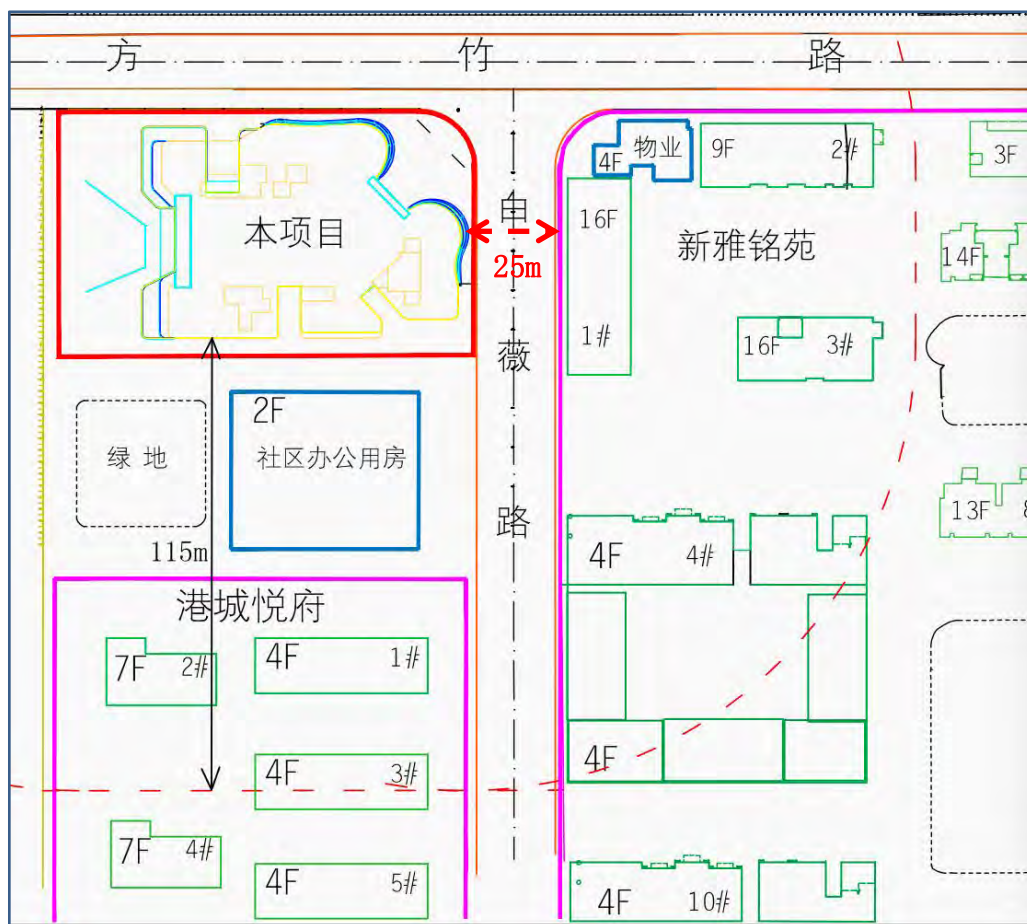 方 竹 路
4F 物业
9F 2#
3F
16F
白
本项目
新雅铭苑
14F
25m
1#
16F 3#
薇
2F
绿 地
社区办公用房
路
13F
115m
4F 4#
港城悦府
7F 2#
4F 1#
4F
4F 3#
7F 4#
4F 5#
4F 10#